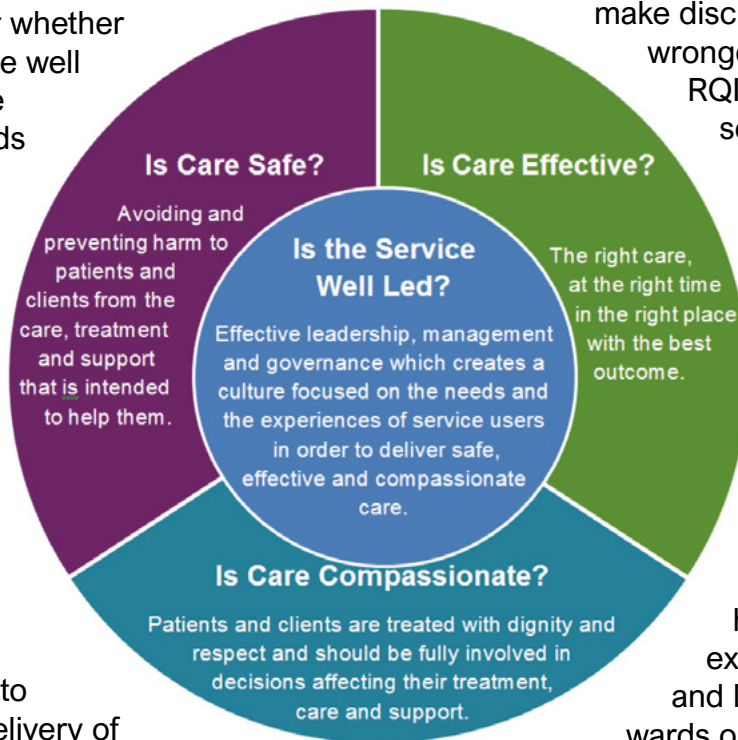 whether
well
make
Is Care Safe?
Avoiding and
preventing harm to
patients and
clients from the
care, treatment
and support
that is intended
to help them.
Is Care Effective?
The right care,
at the right time
in the right place
with the best
outcome.
Is the Service
Well Led?
Effective leadership, management
and governance which creates a
culture focused on the needs and
the experiences of service users
in order to deliver safe,
effective and compassionate
care.
Is Care Compassionate?
Patients and clients are treated with dignity and
respect and should be fully involved in
decisions affecting their treatment,
care and support.
to
of
and
wards